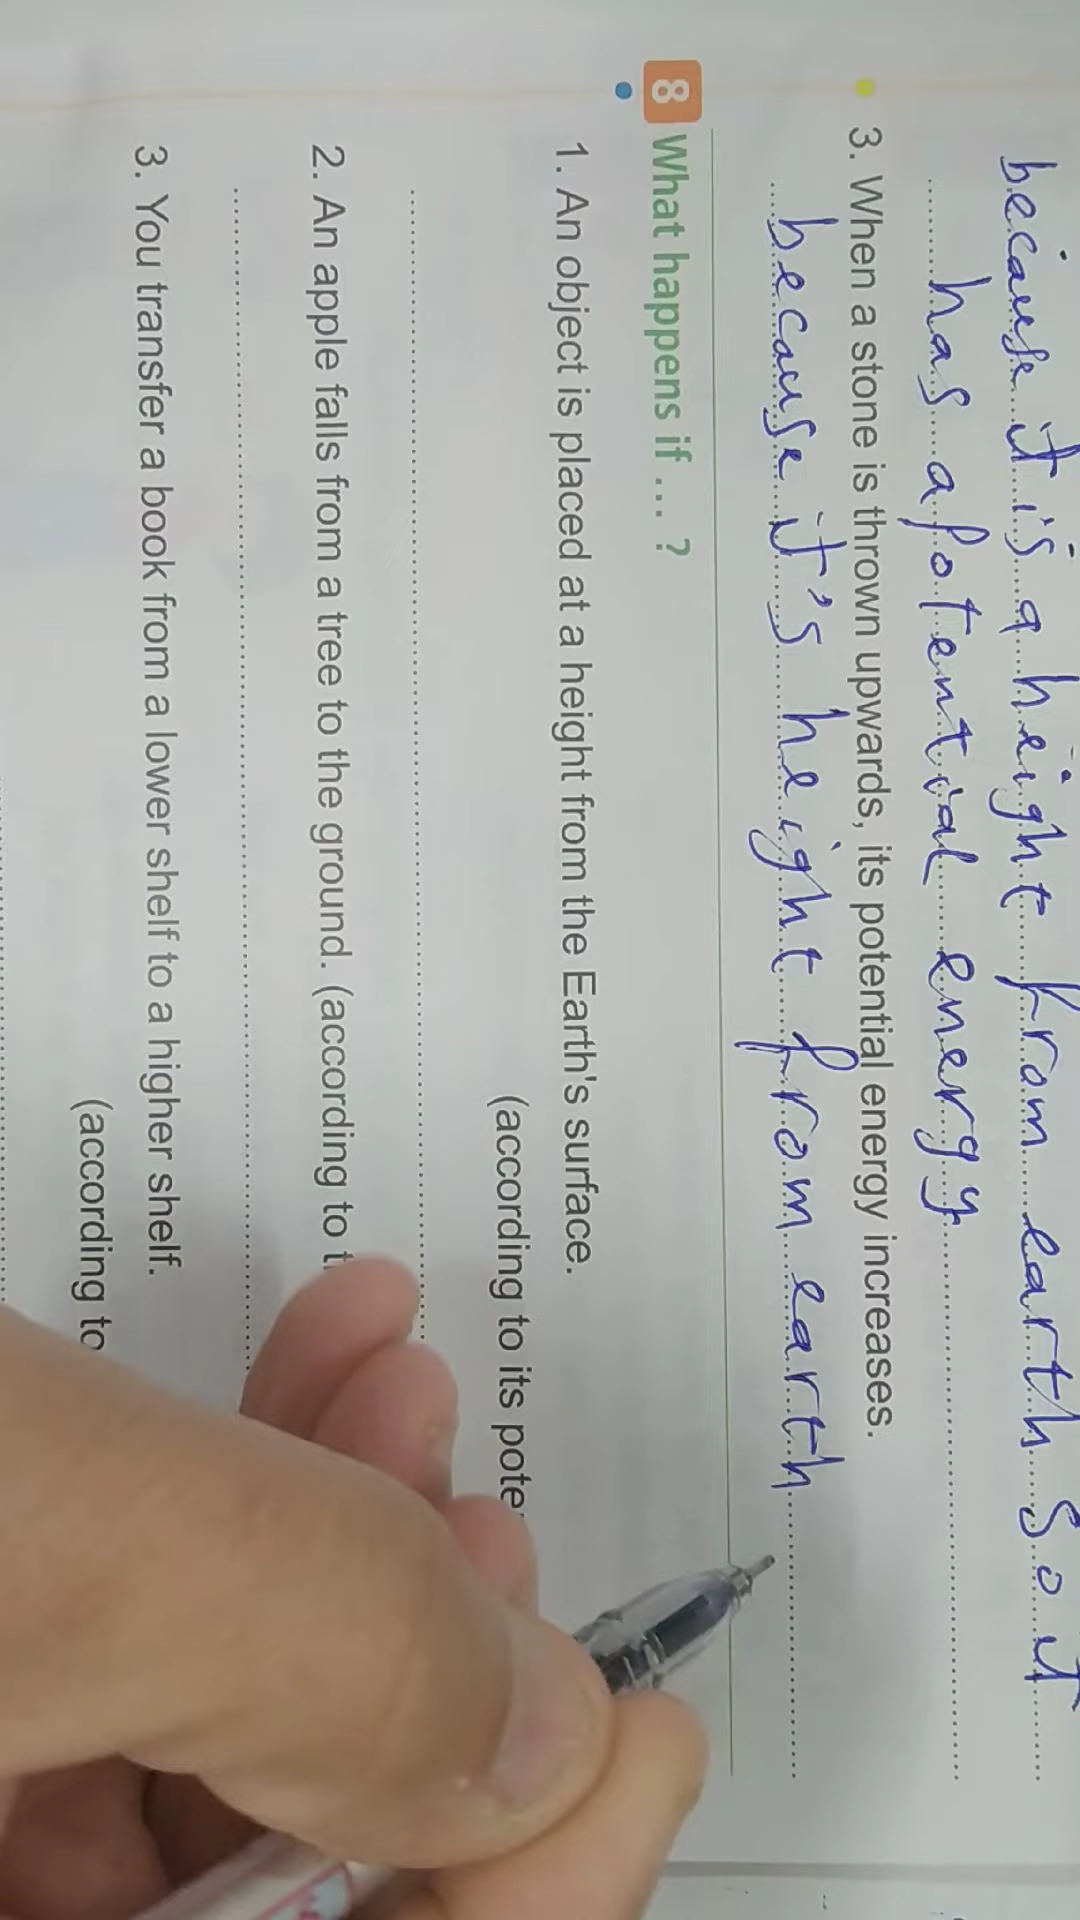 because it is a height from earth so it
has a potential energy
3. When a stone is thrown upwards, its potential energy increases.
because it's height from earth
8 What happens if ... ?
1. An object is placed at a height from the Earth's surface.
(according to its
2. An apple falls from a tree to the ground. (according to
3. You transfer a book from a lower shelf to a higher shelf.
(according to